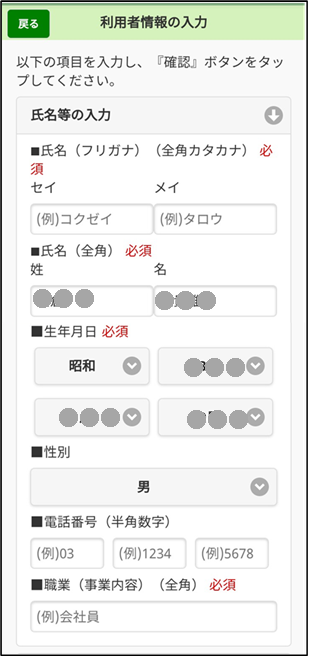 戻る
利用者情報の入力
以下の項目を入力し、『確認』ボタンをタッ
プしてください。
氏名等の入力
■氏名（フリガナ）（全角カタカナ） 必
須
セイ メイ
(例)コクゼイ (例)タロウ
■氏名（全角） 必須
姓 名
■生年月日 必須
昭和
■性別
男
■電話番号（半角数字）
(例)03 (例)1234 (例)5678
■職業（事業内容）（全角） 必須
(例)会社員